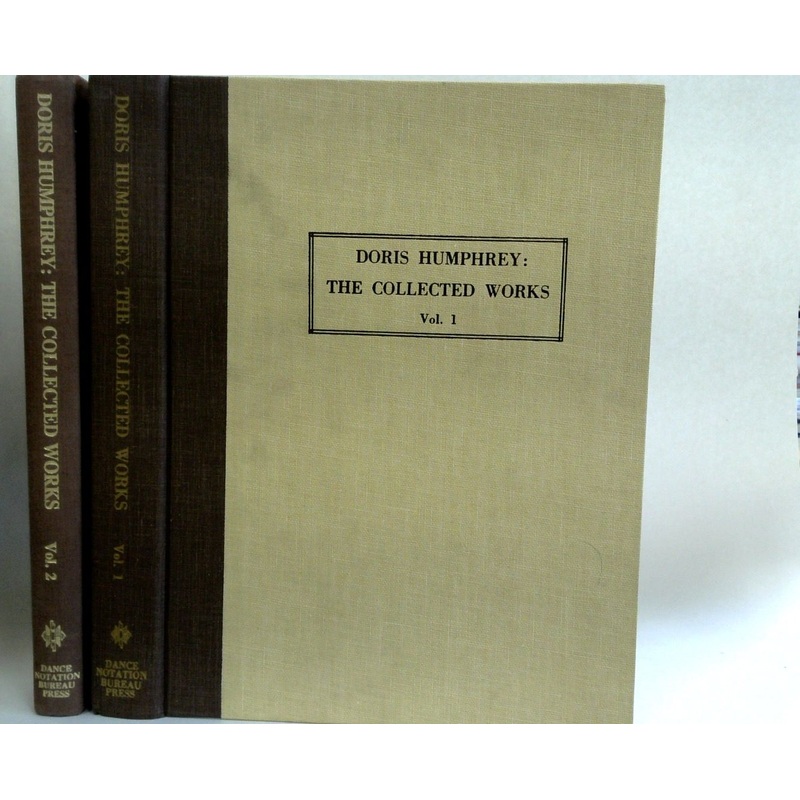 DORIS HUMPHREY: THE COLLECTED WORKS Vol. 2
DANCE
NOTATION
BUREAU
PRESS
DORIS HUMPHREY: THE COLLECTED WORKS Vol. 1
DANCE
NOTATION
BUREAU
PRESS
DORIS HUMPHREY:
THE COLLECTED WORKS
Vol. 1